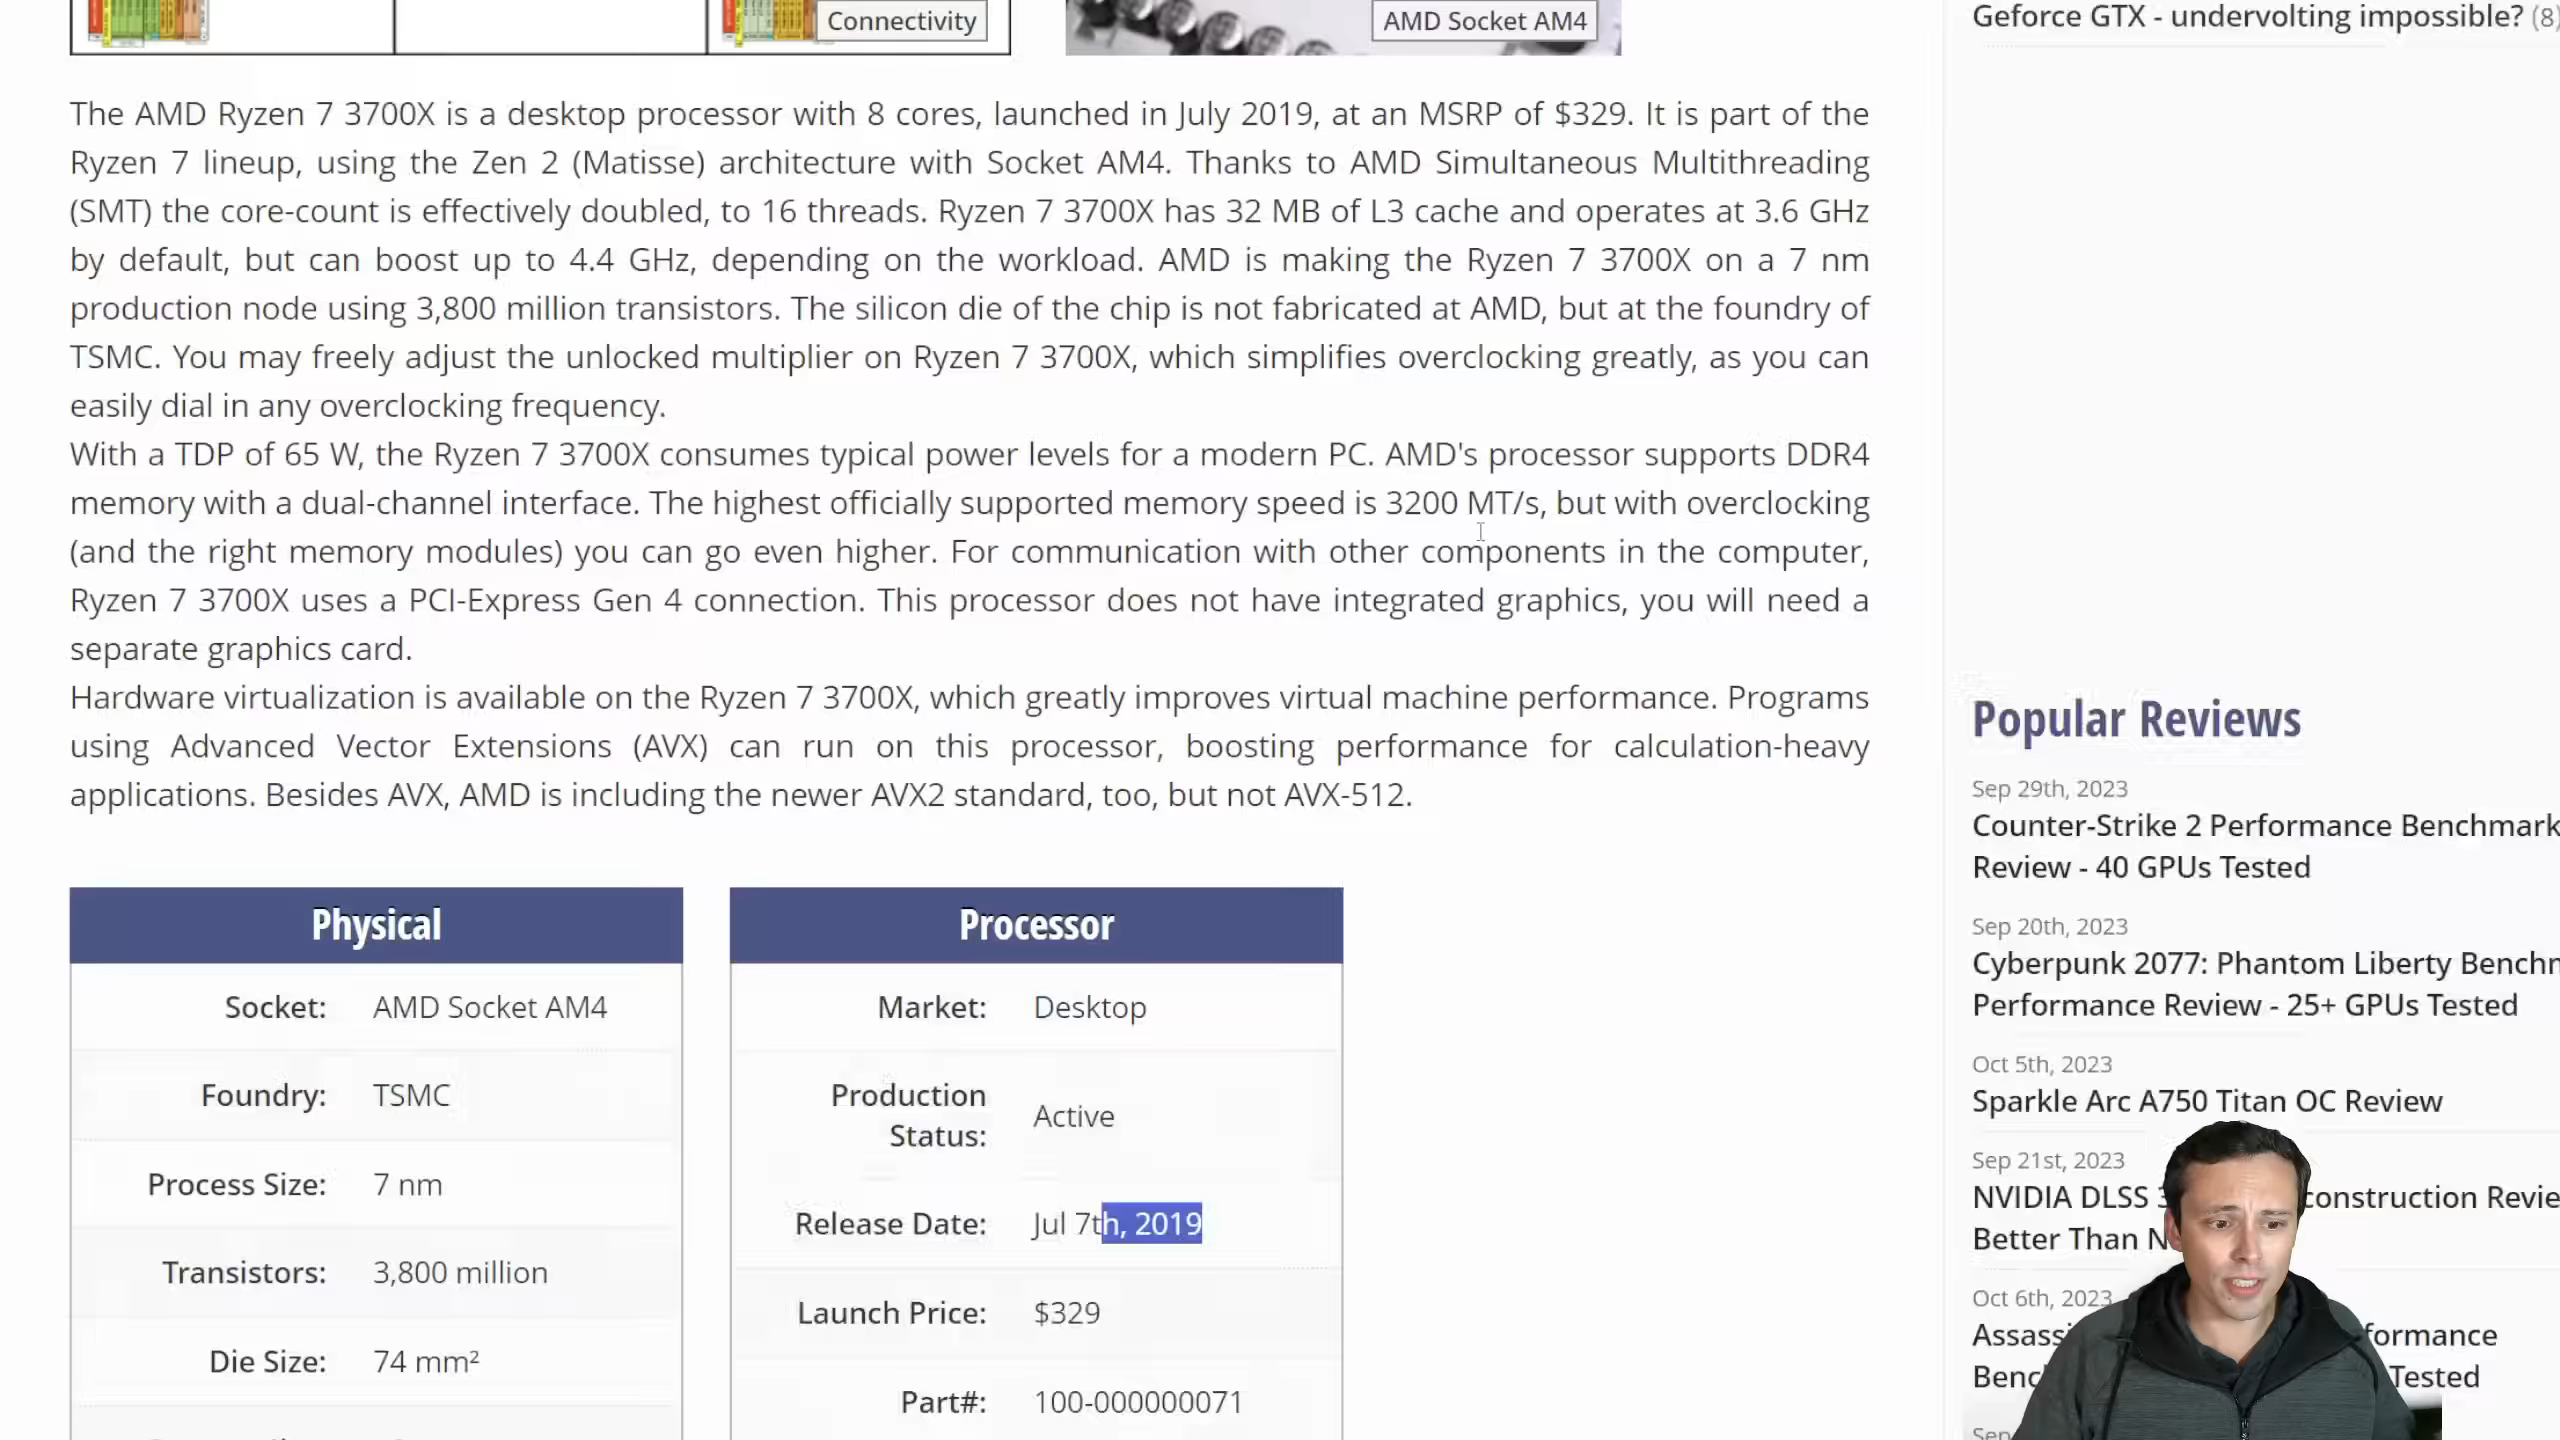 Connectivity
AMD Socket AM4
Geforce GTX - undervolting impossible? (8)
The AMD Ryzen 7 3700X is a desktop processor with 8 cores, launched in July 2019, at an MSRP of $329. It is part of the
Ryzen 7 lineup, using the Zen 2 (Matisse) architecture with Socket AM4. Thanks to AMD Simultaneous Multithreading
(SMT) the core-count is effectively doubled, to 16 threads. Ryzen 7 3700X has 32 MB of L3 cache and operates at 3.6 GHz
by default, but can boost up to 4.4 GHz, depending on the workload. AMD is making the Ryzen 7 3700X on a 7 nm
production node using 3,800 million transistors. The silicon die of the chip is not fabricated at AMD, but at the foundry of
TSMC. You may freely adjust the unlocked multiplier on Ryzen 7 3700X, which simplifies overclocking greatly, as you can
easily dial in any overclocking frequency.
With a TDP of 65 W, the Ryzen 7 3700X consumes typical power levels for a modern PC. AMD's processor supports DDR4
memory with a dual-channel interface. The highest officially supported memory speed is 3200 MT/s, but with overclocking
(and the right memory modules) you can go even higher. For communication with other components in the computer,
Ryzen 7 3700X uses a PCI-Express Gen 4 connection. This processor does not have integrated graphics, you will need a
separate graphics card.
Hardware virtualization is available on the Ryzen 7 3700X, which greatly improves virtual machine performance. Programs
using Advanced Vector Extensions (AVX) can run on this processor, boosting performance for calculation-heavy
applications. Besides AVX, AMD is including the newer AVX2 standard, too, but not AVX-512.
Physical
Socket: AMD Socket AM4
Foundry: TSMC
Process Size: 7 nm
Transistors: 3,800 million
Die Size: 74 mm²
Processor
Market: Desktop
Production
Status: Active
Release Date: Jul 7th, 2019
Launch Price: $329
Part#: 100-000000071
Popular Reviews
Sep 29th, 2023
Counter-Strike 2 Performance Benchmark
Review - 40 GPUs Tested
Sep 20th, 2023
Cyberpunk 2077: Phantom Liberty
Performance Review - 25+ GPUs Tested
Oct 5th, 2023
Sparkle Arc A750 Titan OC Review
Sep 21st, 2023
NVIDIA DLSS
Better Than
Oct 6th, 2023
Tested
Sep